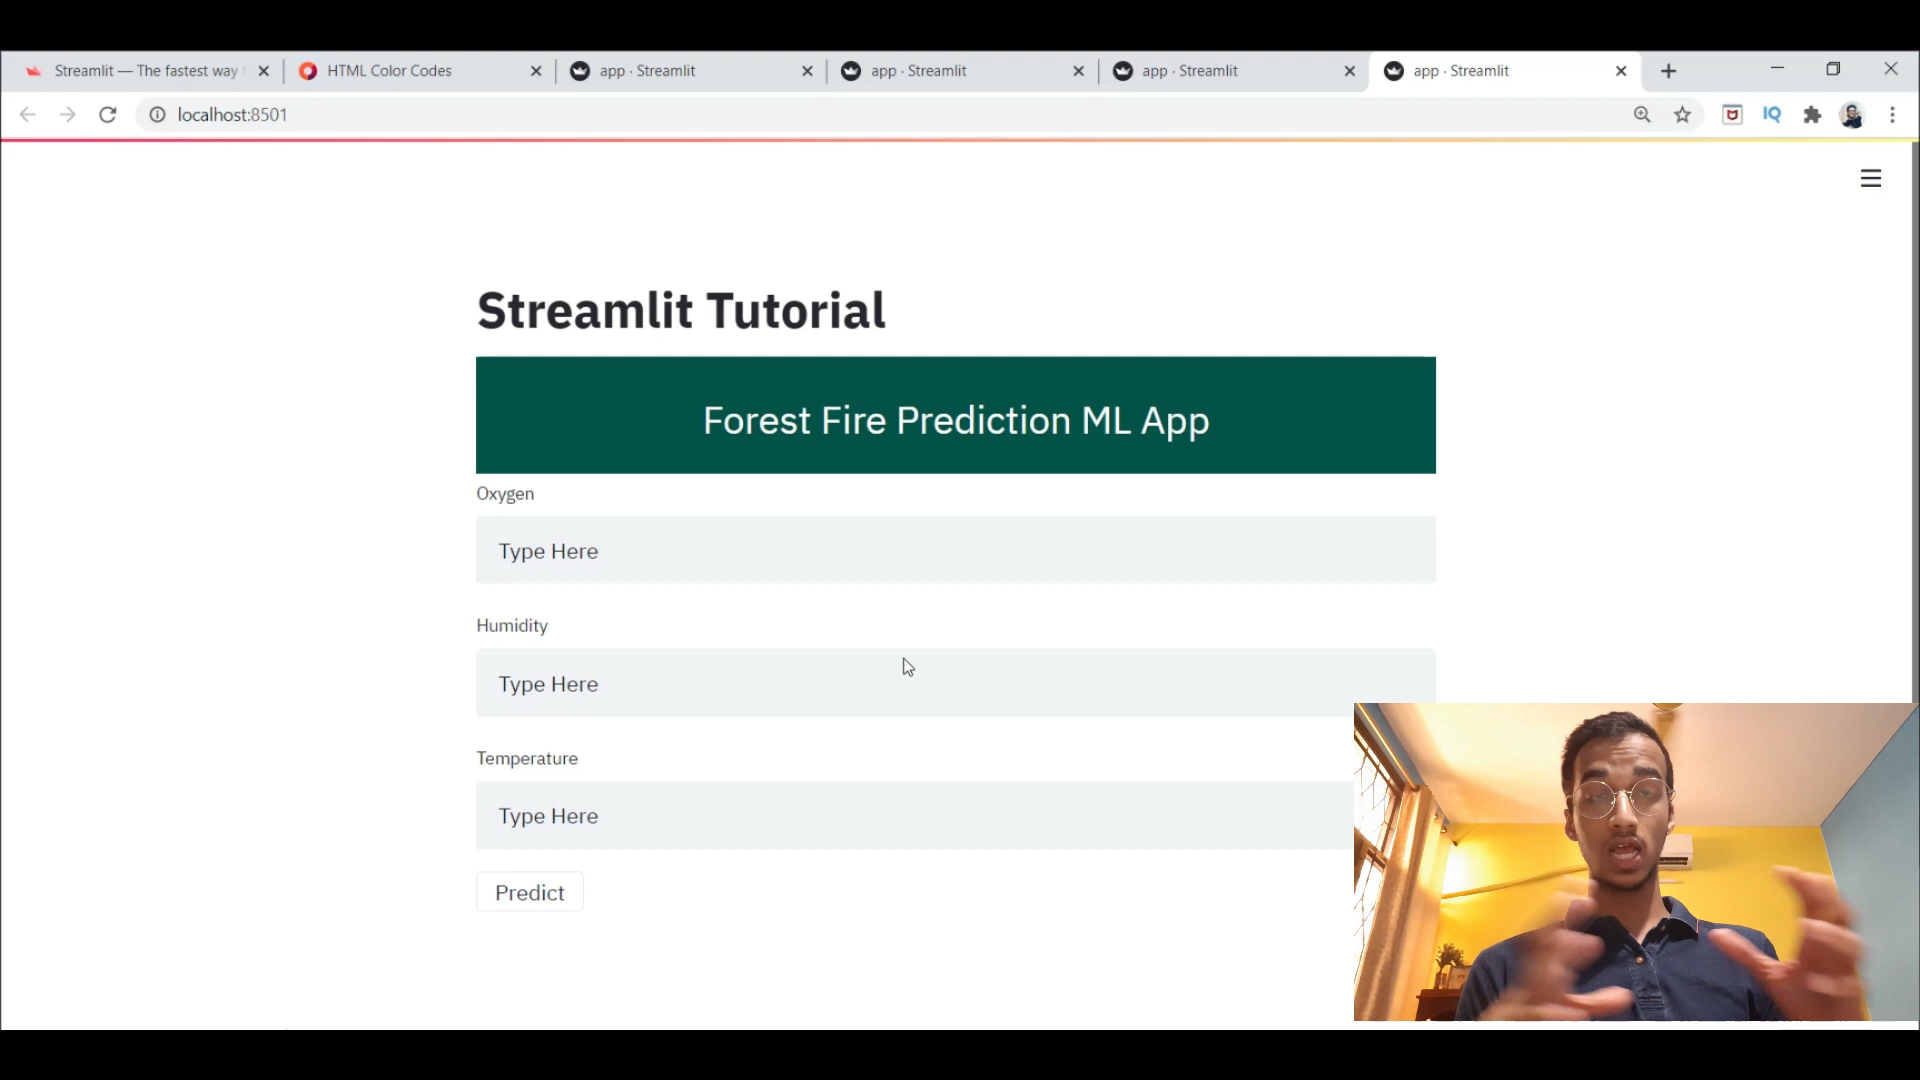 Streamlit — The fastest way
HTML Color Codes
app · Streamlit
app · Streamlit
app · Streamlit
app · Streamlit
localhost:8501
IQ
Streamlit Tutorial
Forest Fire Prediction ML App
Oxygen
Type Here
Humidity
Type Here
Temperature
Type Here
Predict